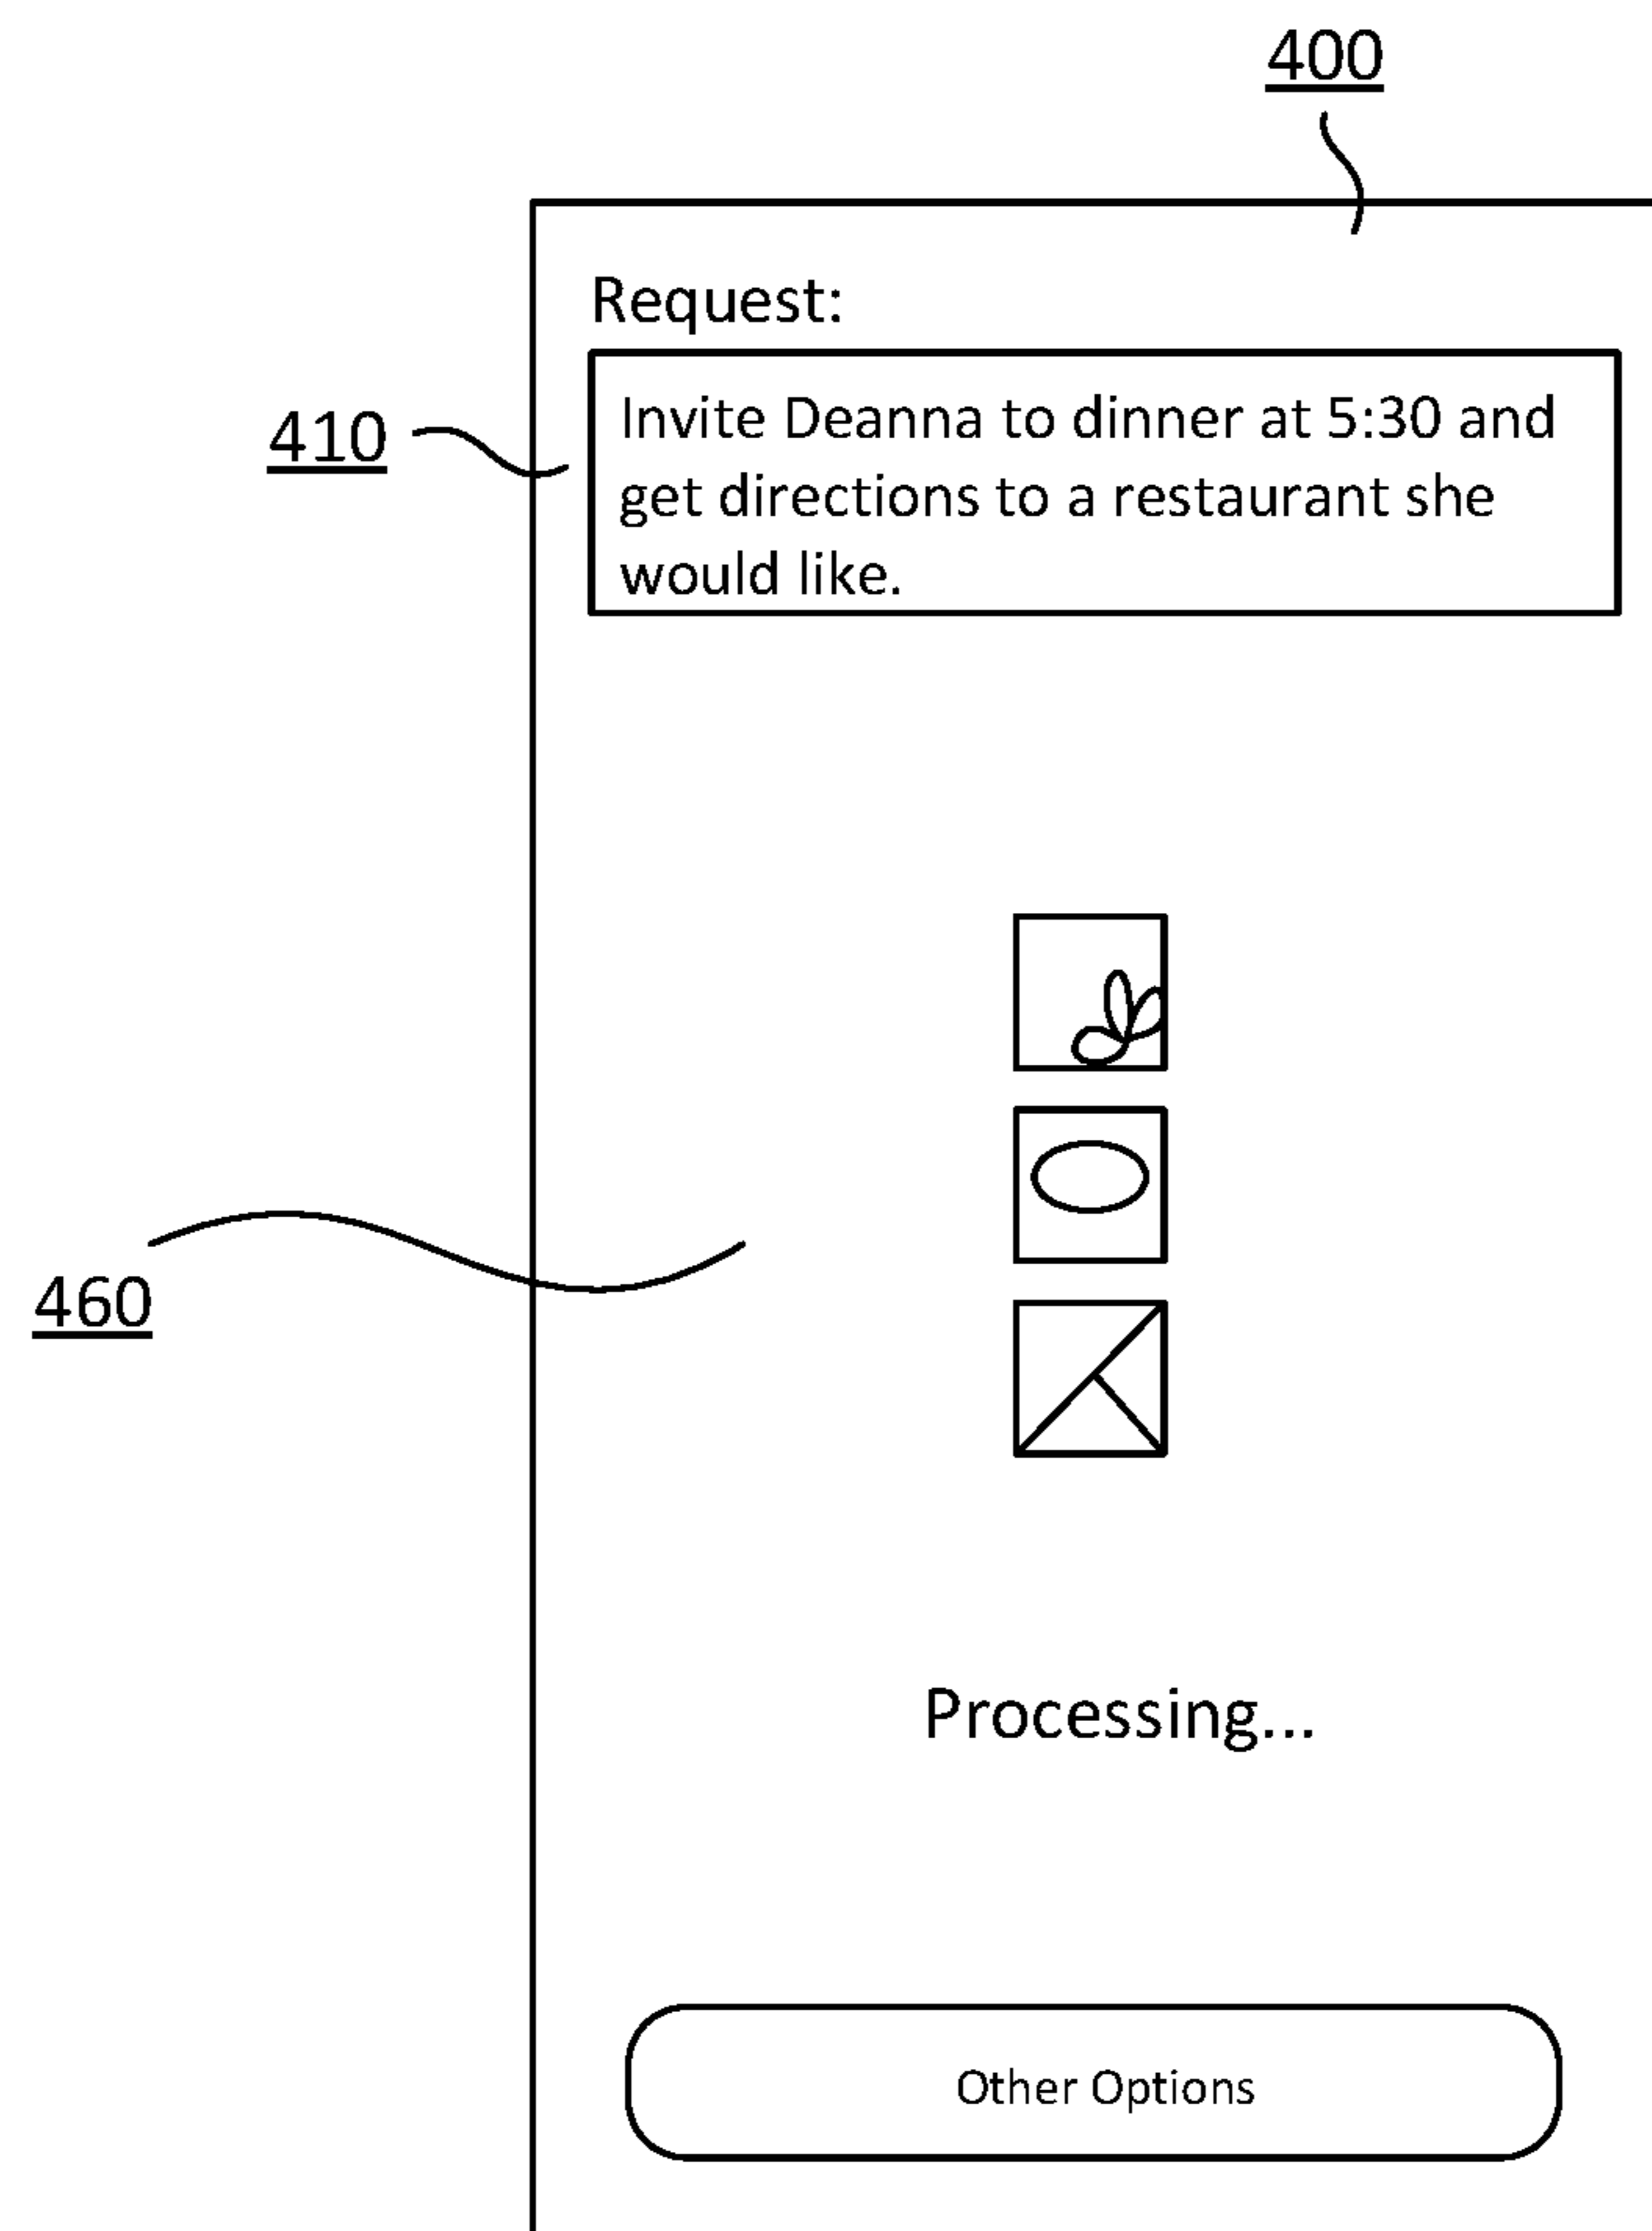 400
Request:
410
Invite Deanna to dinner at 5:30 and
get directions to a restaurant she
would like.
460
Processing...
Other Options